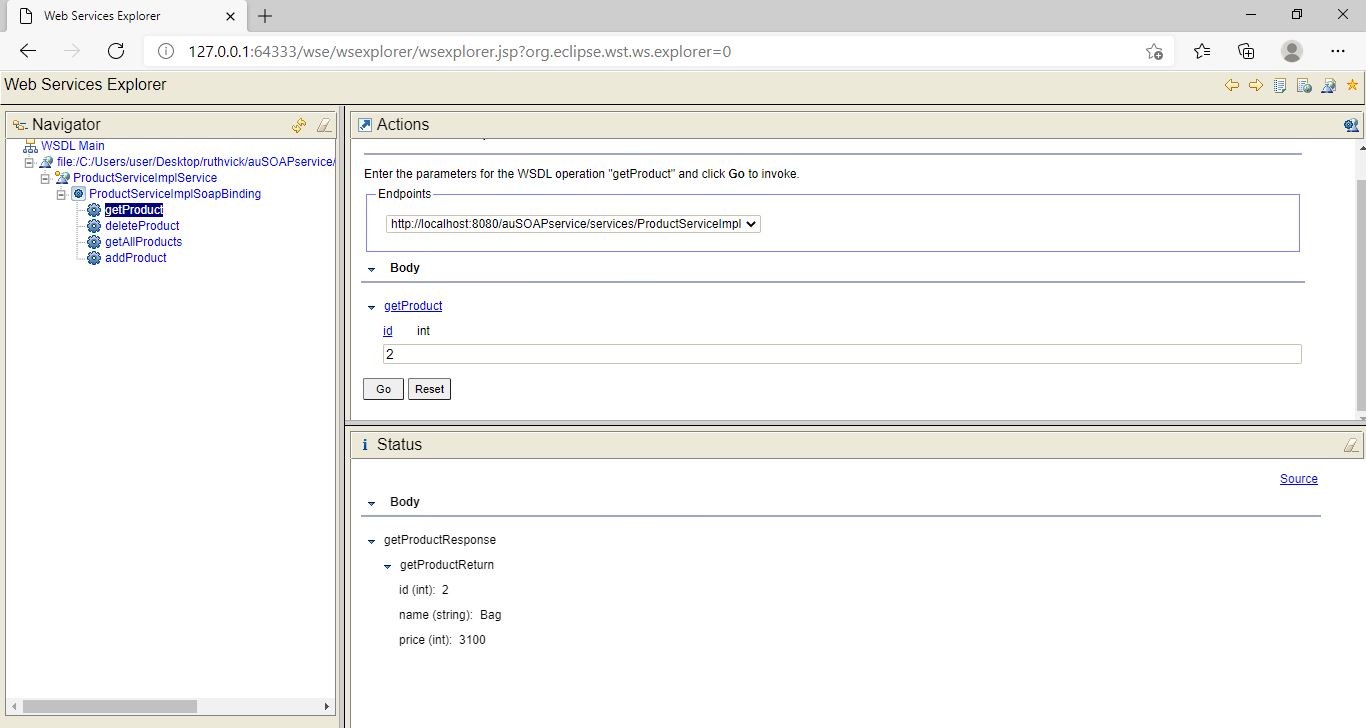 Web Services Explorer
127.0.0.1:64333/wse/wsexplorer/wsexplorer.jsp?org.eclipse.wst.ws.explorer=0
Web Services Explorer
Navigator
WSDL Main
file:/C:/Users/user/Desktop/ruthvick/auSOAPservice/
ProductServiceImplService
ProductServiceImplSoapBinding
getProduct
deleteProduct
getAllProducts
addProduct
Actions
Enter the parameters for the WSDL operation "getProduct" and click Go to invoke.
Endpoints
http://localhost:8080/auSOAPservice/services/ProductServiceImpl
Body
getProduct
id int
2
Go Reset
i Status
Source
Body
getProductResponse
getProductReturn
id (int): 2
name (string): Bag
price (int): 3100